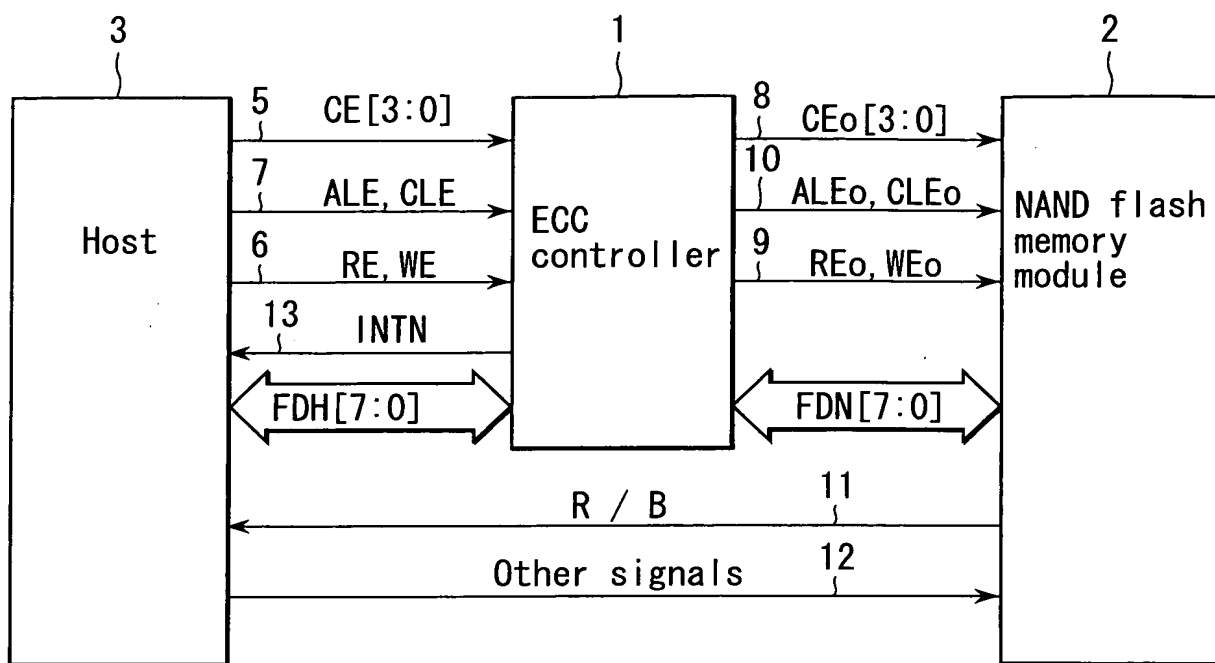 3
1
2
5
CE[3:0]
8
CEo[3:0]
7
ALE, CLE
10
ALEo, CLEo
Host
ECC
controller
NAND flash
memory
module
6
RE, WE
9
REo, WEo
13
INTN
FDH[7:0]
FDN[7:0]
R / B
11
Other signals
12